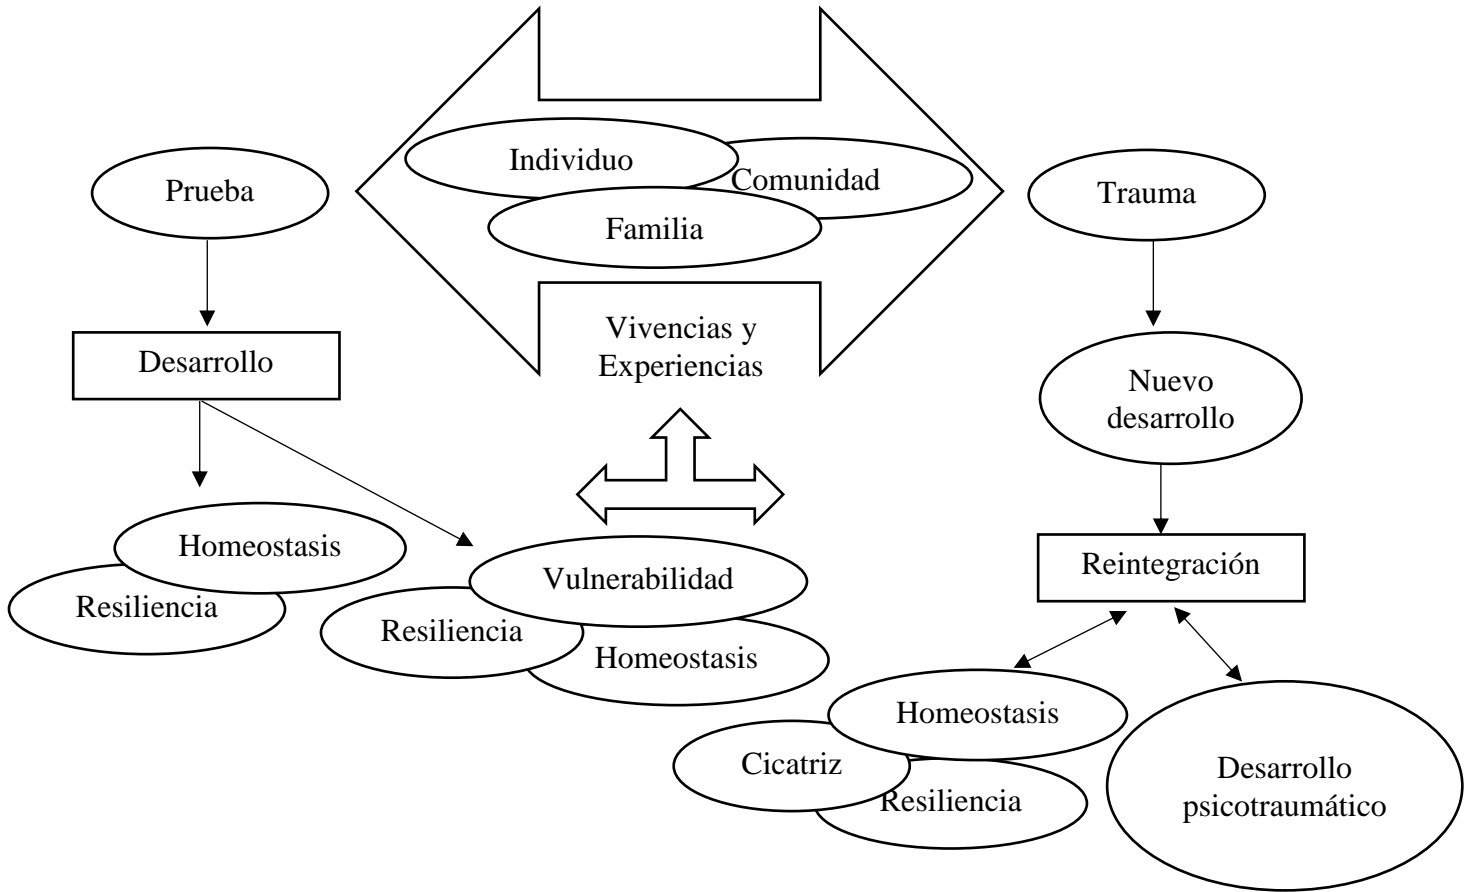 Individuo
Comunidad
Prueba
Trauma
Familia
Vivencias y
Experiencias
Desarrollo
Nuevo
desarrollo
Homeostasis
Resiliencia
Vulnerabilidad
Resiliencia
Homeostasis
Reintegración
Homeostasis
Cicatriz
Resiliencia
Desarrollo
psicotraumático